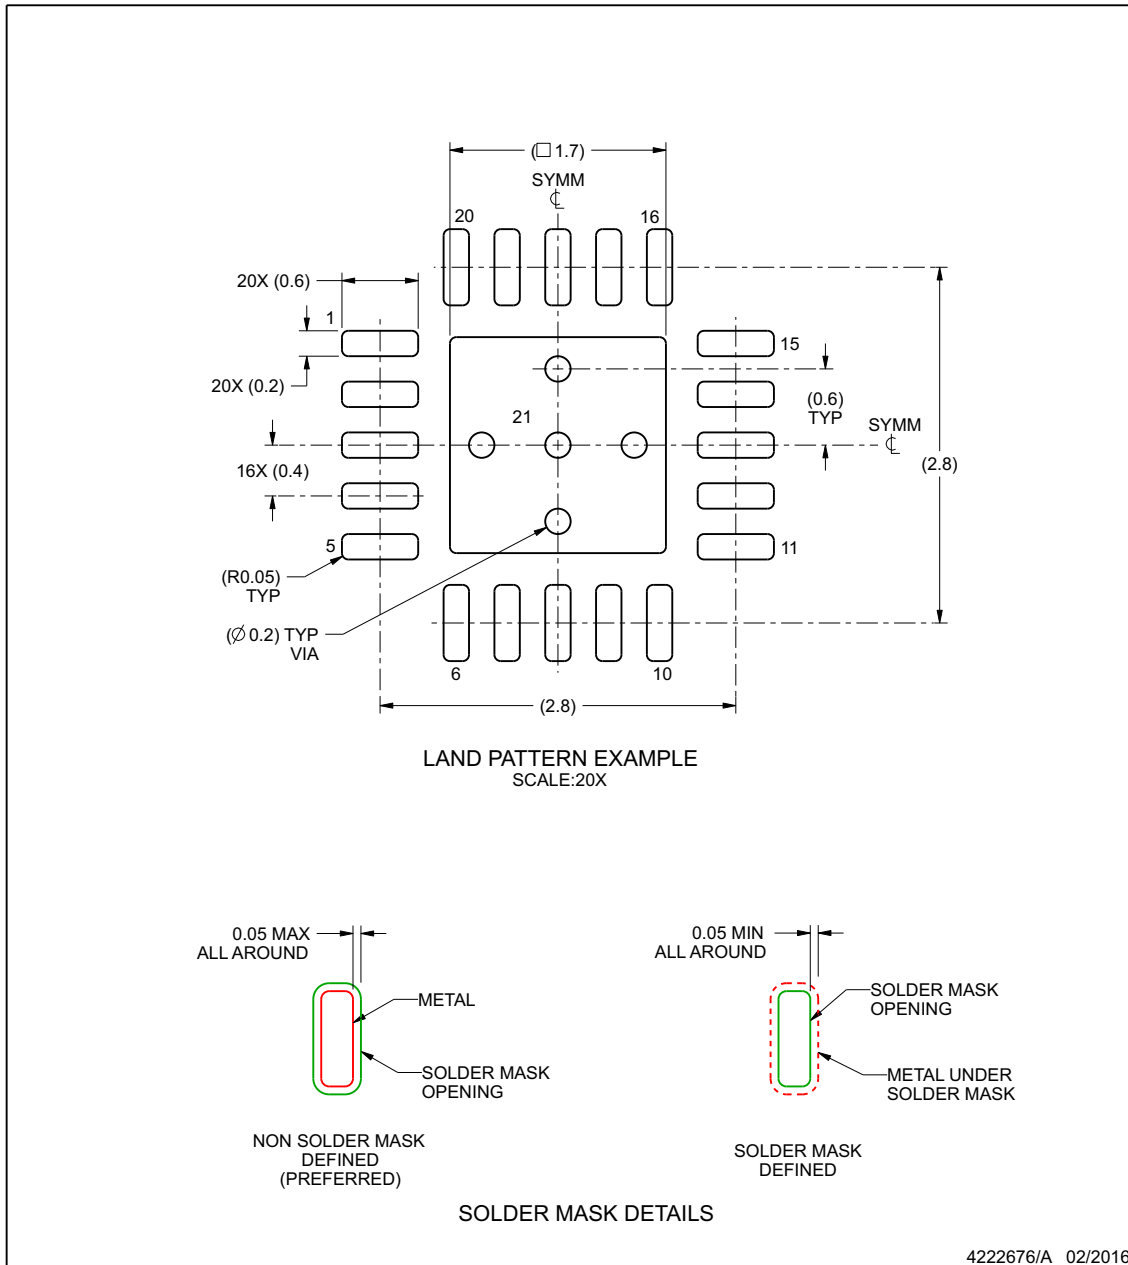 (□ 1.7)
SYMM
℄
20
16
20X (0.6)
1
15
20X (0.2)
(0.6)
TYP
21
SYMM
℄
(2.8)
16X (0.4)
5
11
(R0.05)
TYP
(Ø 0.2) TYP
VIA
6
10
(2.8)
LAND PATTERN EXAMPLE
SCALE:20X
0.05 MAX
ALL AROUND
METAL
SOLDER MASK
OPENING
NON SOLDER MASK
DEFINED
(PREFERRED)
0.05 MIN
ALL AROUND
SOLDER MASK
OPENING
METAL UNDER
SOLDER MASK
SOLDER MASK
DEFINED
SOLDER MASK DETAILS
4222676/A 02/2016